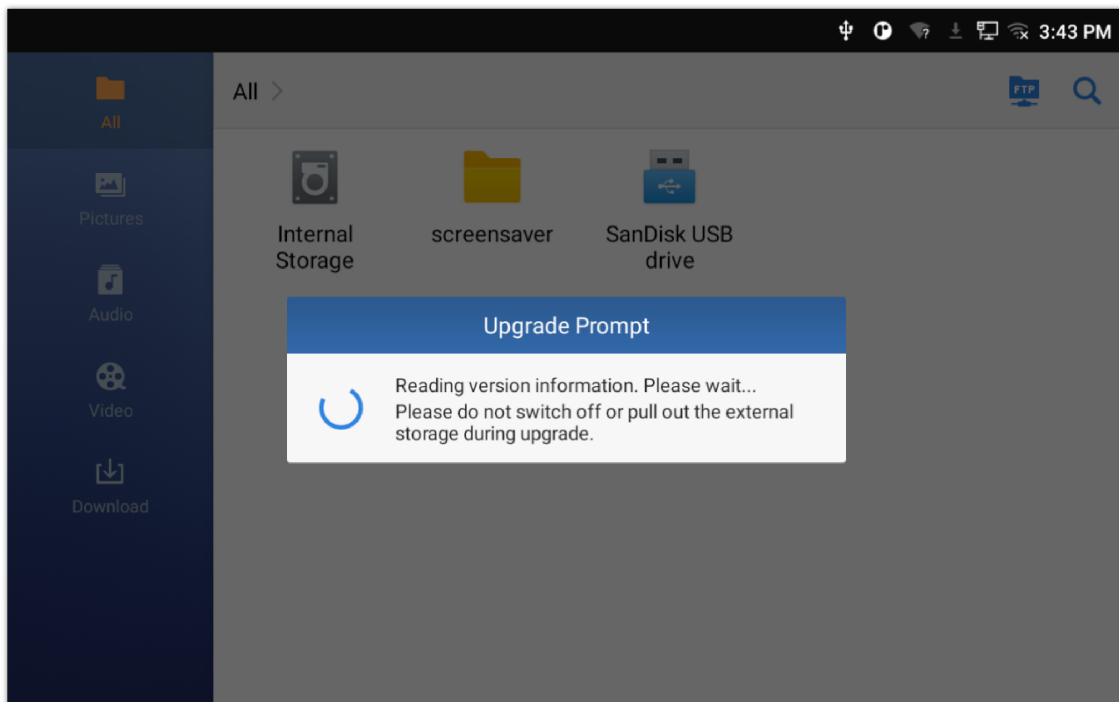 3:43 PM
All
All >
FTP
Pictures
Audio
Video
Download
Internal
Storage
screensaver
SanDisk USB
drive
Upgrade Prompt
Reading version information. Please wait...
Please do not switch off or pull out the external
storage during upgrade.